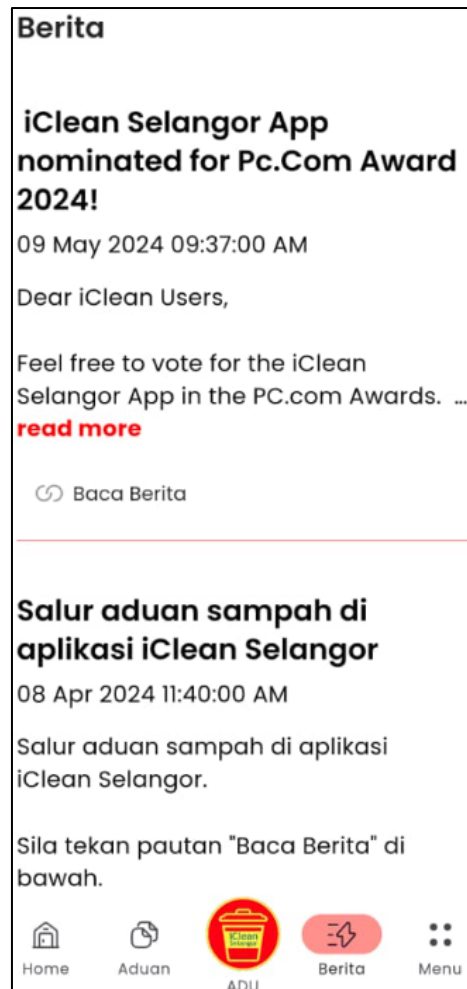 Berita
iClean Selangor App
nominated for Pc.Com Award
2024!
09 May 2024 09:37:00 AM
Dear iClean Users,
Feel free to vote for the iClean
Selangor App in the PC.com Awards. ...
read more
Baca Berita
Salur aduan sampah di
aplikasi iClean Selangor
08 Apr 2024 11:40:00 AM
Salur aduan sampah di aplikasi
iClean Selangor.
Sila tekan pautan "Baca Berita" di
bawah.
iClean
Selangor
Home Aduan ADU Berita Menu